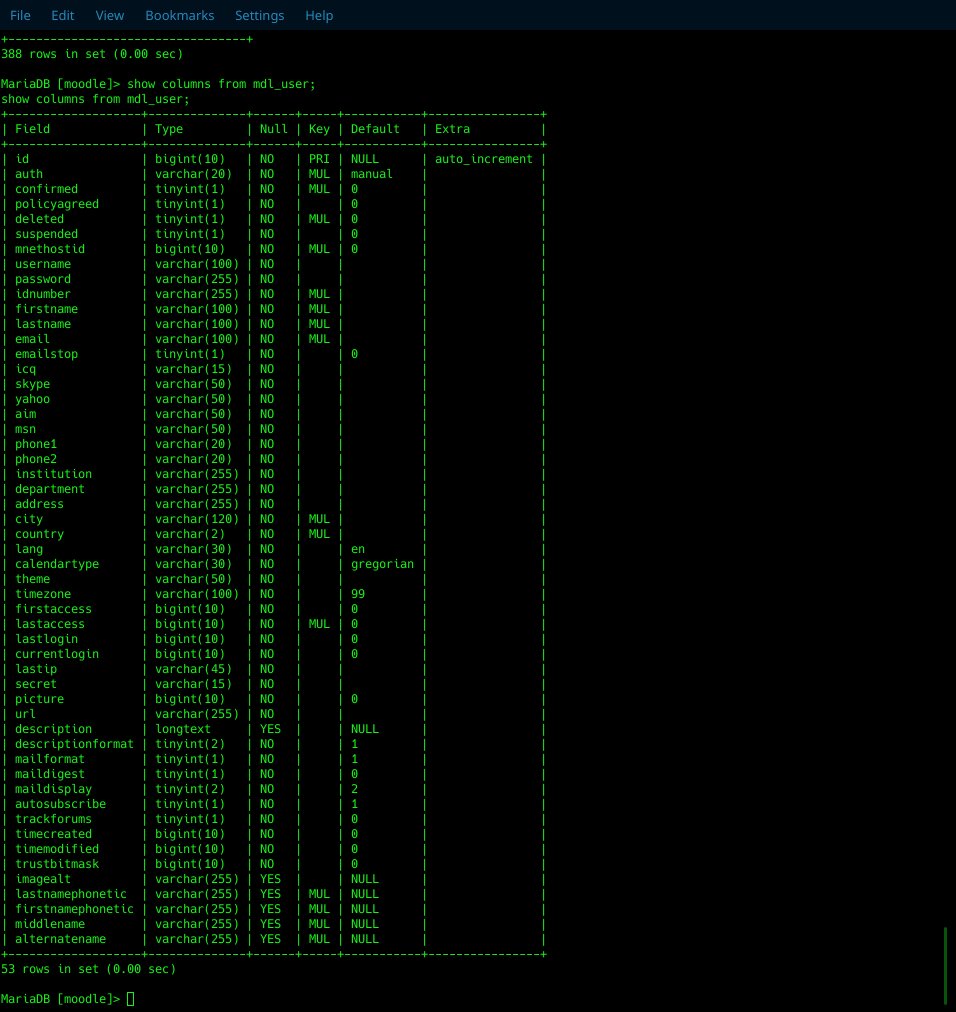 File Edit View Bookmarks Settings Help
+----------------------------------+
388 rows in set (0.00 sec)
MariaDB [moodle]> show columns from mdl_user;
show columns from mdl_user;
+-------------------+--------------+------+-----+-----------+----------------+
| Field             | Type         | Null | Key | Default   | Extra          |
+-------------------+--------------+------+-----+-----------+----------------+
| id                | bigint(10)   | NO   | PRI | NULL      | auto_increment |
| auth              | varchar(20)  | NO   | MUL | manual    |                |
| confirmed         | tinyint(1)   | NO   | MUL | 0         |                |
| policyagreed      | tinyint(1)   | NO   |     | 0         |                |
| deleted           | tinyint(1)   | NO   | MUL | 0         |                |
| suspended         | tinyint(1)   | NO   |     | 0         |                |
| mnethostid        | bigint(10)   | NO   | MUL | 0         |                |
| username          | varchar(100) | NO   |     |           |                |
| password          | varchar(255) | NO   |     |           |                |
| idnumber          | varchar(255) | NO   | MUL |           |                |
| firstname         | varchar(100) | NO   | MUL |           |                |
| lastname          | varchar(100) | NO   | MUL |           |                |
| email             | varchar(100) | NO   | MUL |           |                |
| emailstop         | tinyint(1)   | NO   |     | 0         |                |
| icq               | varchar(15)  | NO   |     |           |                |
| skype             | varchar(50)  | NO   |     |           |                |
| yahoo             | varchar(50)  | NO   |     |           |                |
| aim               | varchar(50)  | NO   |     |           |                |
| msn               | varchar(50)  | NO   |     |           |                |
| phone1            | varchar(20)  | NO   |     |           |                |
| phone2            | varchar(20)  | NO   |     |           |                |
| institution       | varchar(255) | NO   |     |           |                |
| department        | varchar(255) | NO   |     |           |                |
| address           | varchar(255) | NO   |     |           |                |
| city              | varchar(120) | NO   | MUL |           |                |
| country           | varchar(2)   | NO   | MUL |           |                |
| lang              | varchar(30)  | NO   |     | en        |                |
| calendartype      | varchar(30)  | NO   |     | gregorian |                |
| theme             | varchar(50)  | NO   |     |           |                |
| timezone          | varchar(100) | NO   |     | 99        |                |
| firstaccess       | bigint(10)   | NO   |     | 0         |                |
| lastaccess        | bigint(10)   | NO   | MUL | 0         |                |
| lastlogin         | bigint(10)   | NO   |     | 0         |                |
| currentlogin      | bigint(10)   | NO   |     | 0         |                |
| lastip            | varchar(45)  | NO   |     |           |                |
| secret            | varchar(15)  | NO   |     |           |                |
| picture           | bigint(10)   | NO   |     | 0         |                |
| url               | varchar(255) | NO   |     |           |                |
| description       | longtext     | YES  |     | NULL      |                |
| descriptionformat | tinyint(2)   | NO   |     | 1         |                |
| mailformat        | tinyint(1)   | NO   |     | 1         |                |
| maildigest        | tinyint(1)   | NO   |     | 0         |                |
| maildisplay       | tinyint(2)   | NO   |     | 2         |                |
| autosubscribe     | tinyint(1)   | NO   |     | 1         |                |
| trackforums       | tinyint(1)   | NO   |     | 0         |                |
| timecreated       | bigint(10)   | NO   |     | 0         |                |
| timemodified      | bigint(10)   | NO   |     | 0         |                |
| trustbitmask      | bigint(10)   | NO   |     | 0         |                |
| imagealt          | varchar(255) | YES  |     | NULL      |                |
| lastnamephonetic  | varchar(255) | YES  | MUL | NULL      |                |
| firstnamephonetic | varchar(255) | YES  | MUL | NULL      |                |
| middlename        | varchar(255) | YES  | MUL | NULL      |                |
| alternatename     | varchar(255) | YES  | MUL | NULL      |                |
+-------------------+--------------+------+-----+-----------+----------------+
53 rows in set (0.00 sec)
MariaDB [moodle]>